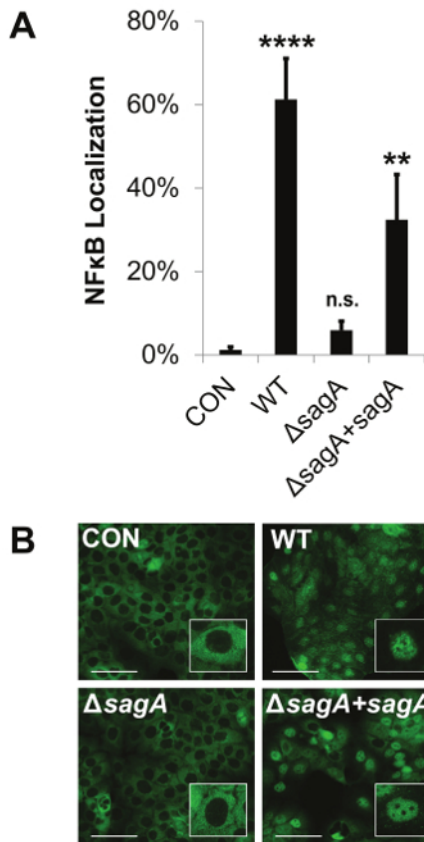 A
NFκB Localization
80%
60%
40%
20%
0%
****
**
n.s.
CON
WT
ΔsagA
ΔsagA+sagA
B
CON
WT
ΔsagA
ΔsagA+sagA